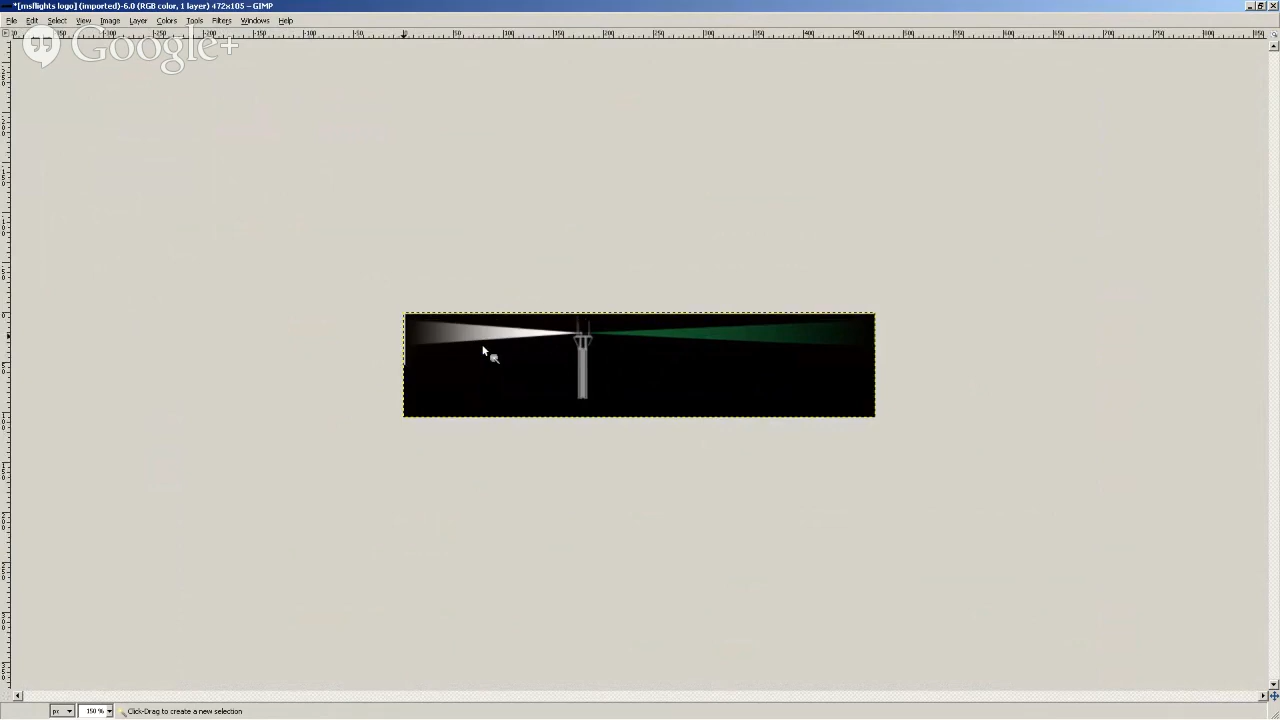 *[msflights logo] (imported)-6.0 (RGB color, 1 layer) 472x105 – GIMP
File Edit Select View Image Layer Colors Tools Filters Windows Help
Google+
px 150 % Click-Drag to create a new selection